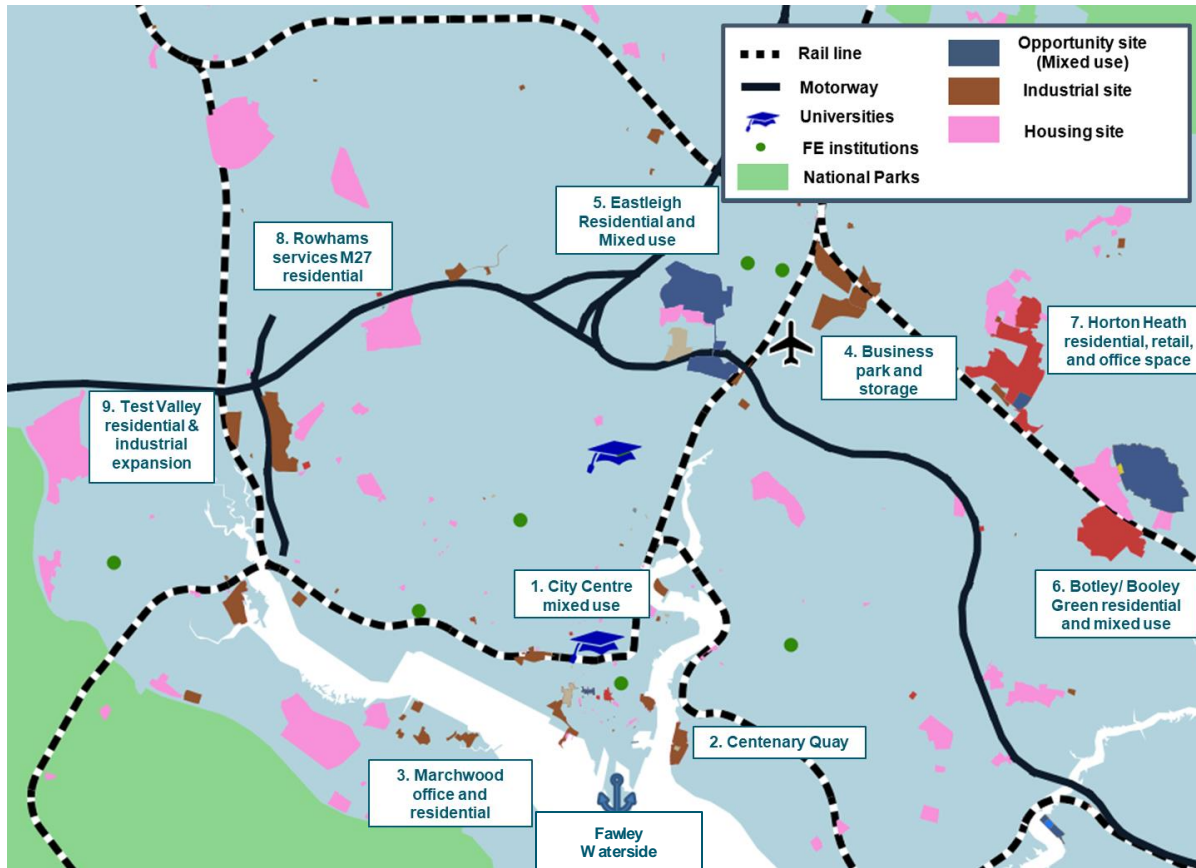 Rail line
Motorway
Universities
FE institutions
National Parks
Opportunity site
(Mixed use)
Industrial site
Housing site
5. Eastleigh
Residential and
Mixed use
8. Rowhams
services M27
residential
7. Horton Heath
residential, retail,
and office space
4. Business
park and
storage
9. Test Valley
residential &
industrial
expansion
1. City Centre
mixed use
6. Botley/ Booley
Green residential
and mixed use
2. Centenary Quay
3. Marchwood
office and
residential
Fawley
Waterside